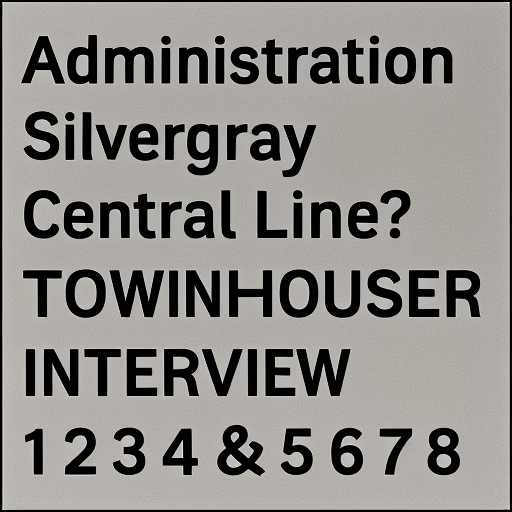 Administration
Silvergray
Central Line?
TOWINHOUSER
INTERVIEW
1 2 3 4 & 5 6 7 8